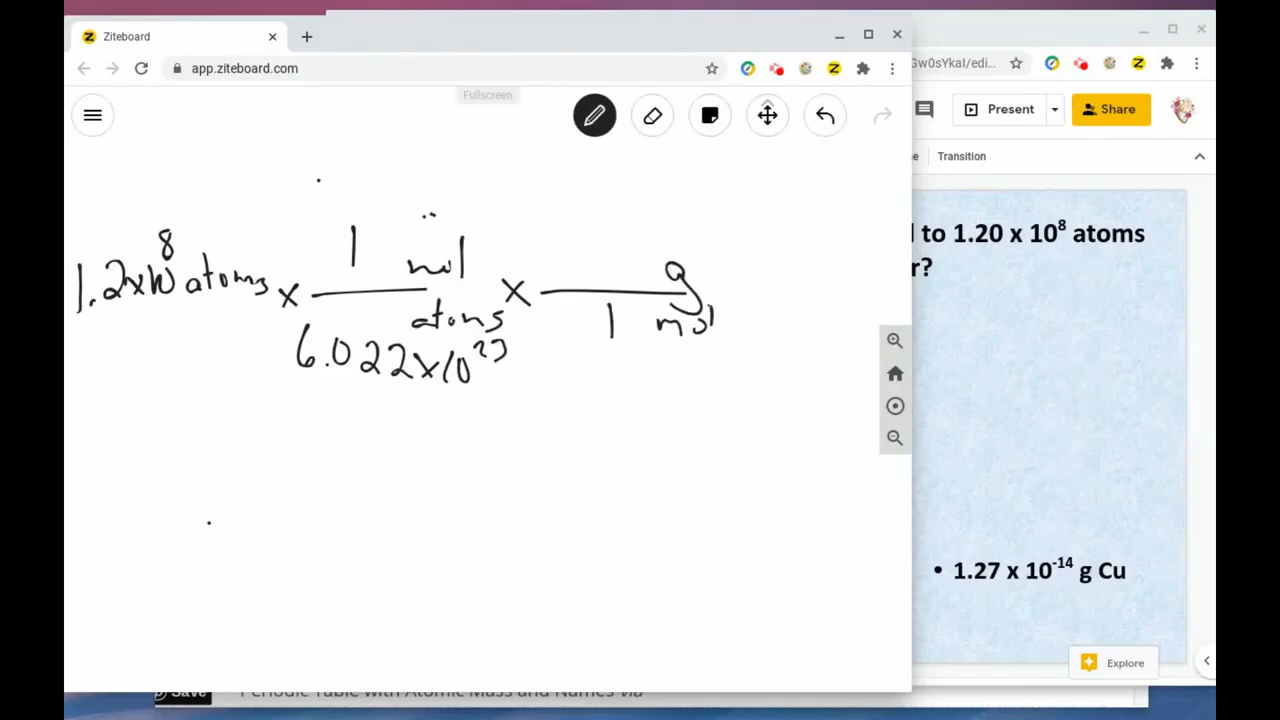 Ziteboard
app.ziteboard.com
Gw0sYkaI/edi...
Fullscreen
Present
Share
e
Transition
l to 1.20 x 10⁸ atoms
r?
1.2x10⁸ atoms x 1 mol x g
6.022x10²³ atoms 1 mol
• 1.27 x 10⁻¹⁴ g Cu
Explore
Save
Periodic Table with Atomic Mass and Names via